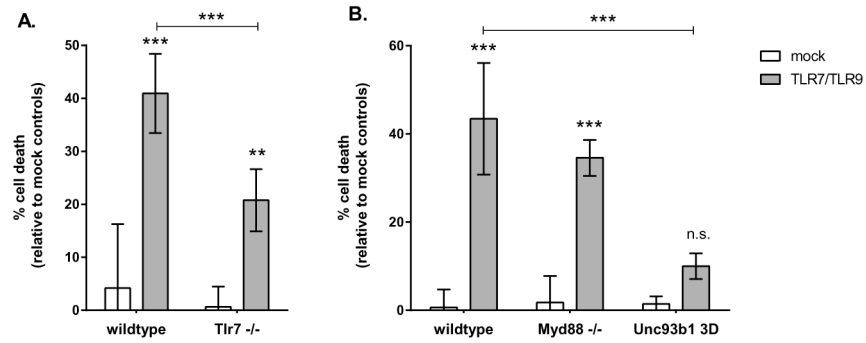 A.
***
***
**
50
40
30
20
10
0
% cell death
(relative to mock controls)
wildtype
Tlr7 -/-
B.
***
***
***
n.s.
60
40
20
0
% cell death
(relative to mock controls)
wildtype
Myd88 -/-
Unc93b1 3D
mock
TLR7/TLR9